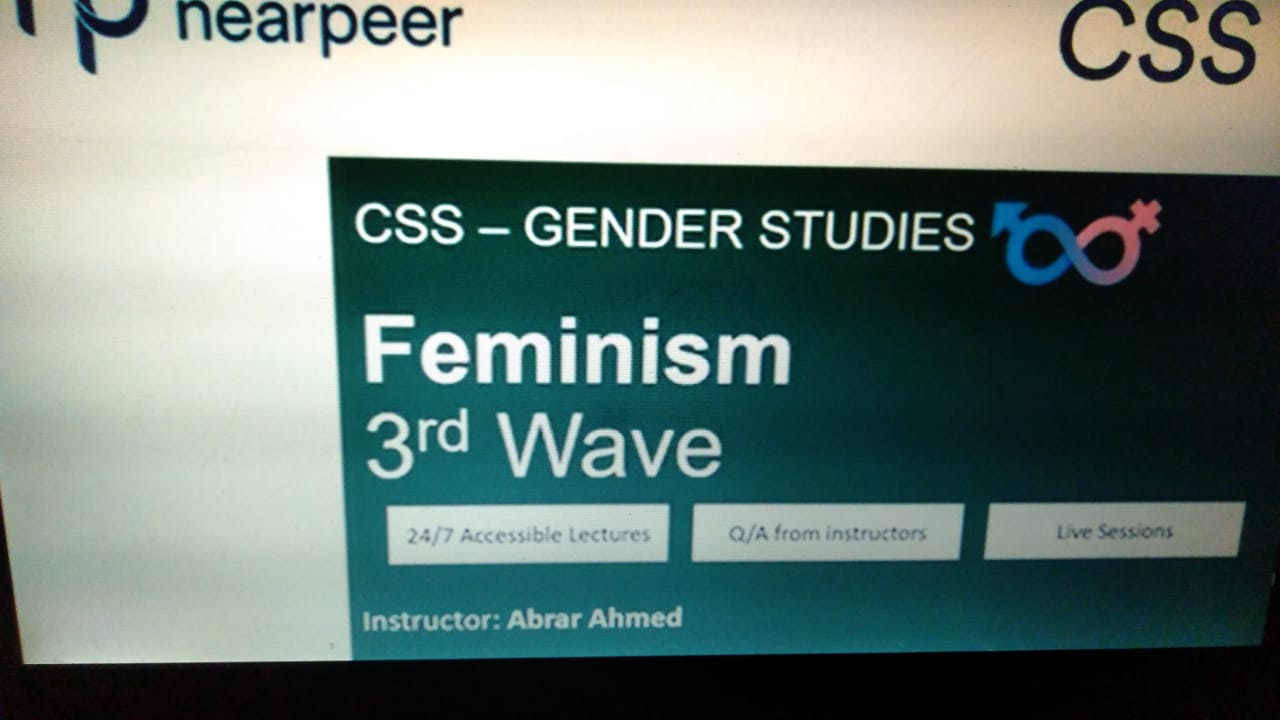 nearpeer
CSS
CSS – GENDER STUDIES
Feminism
3rd Wave
24/7 Accessible Lectures
Q/A from instructors
Live Sessions
Instructor: Abrar Ahmed